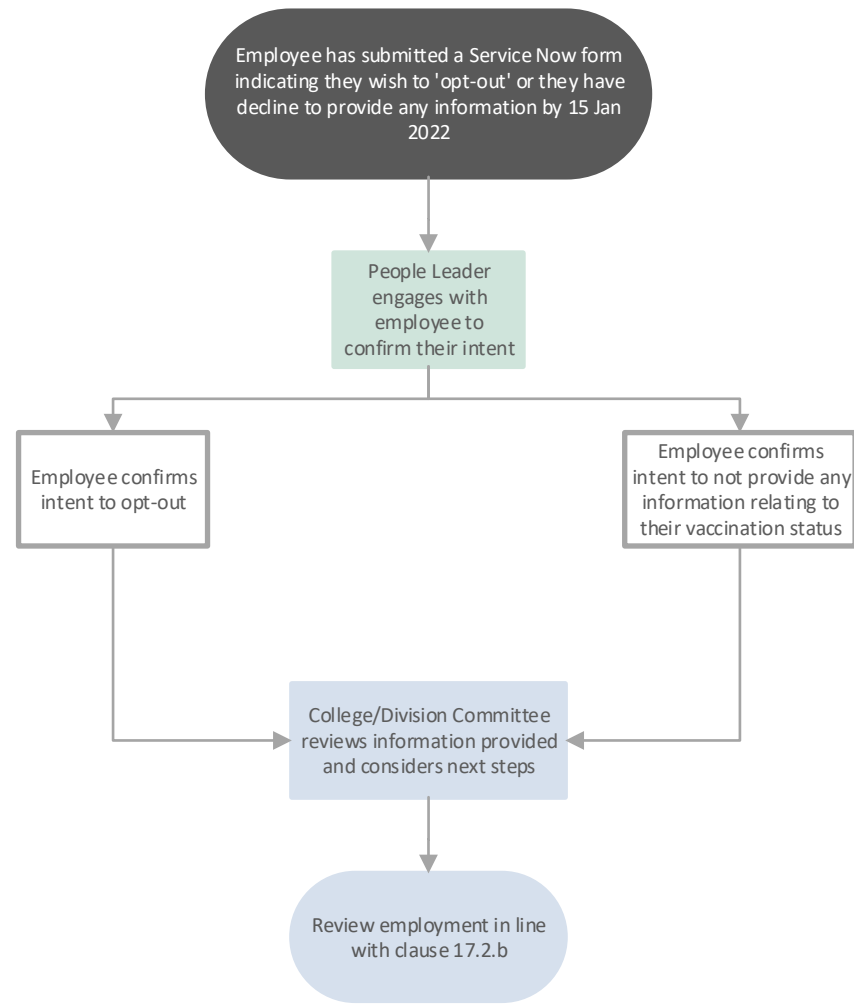 Employee has submitted a Service Now form
indicating they wish to 'opt-out' or they have
decline to provide any information by 15 Jan
2022
People Leader
engages with
employee to
confirm their intent
Employee confirms
intent to opt-out
Employee confirms
intent to not provide any
information relating to
their vaccination status
College/Division Committee
reviews information provided
and considers next steps
Review employment in line
with clause 17.2.b